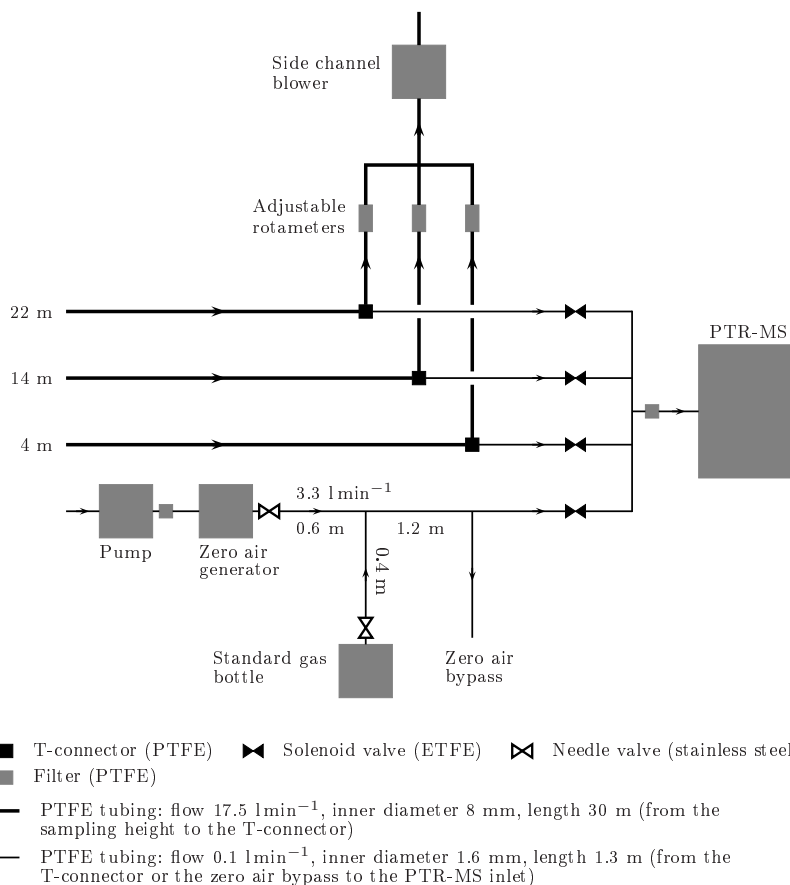 Side channel
blower
Adjustable
rotameters
22 m
PTR-MS
14 m
4 m
3.3 l min⁻¹
0.6 m
1.2 m
0.4 m
Pump
Zero air
generator
Standard gas
bottle
Zero air
bypass
T-connector (PTFE)
Solenoid valve (ETFE)
Needle valve (stainless steel
Filter (PTFE)
PTFE tubing: flow 17.5 l min⁻¹, inner diameter 8 mm, length 30 m (from the
sampling height to the T-connector)
PTFE tubing: flow 0.1 l min⁻¹, inner diameter 1.6 mm, length 1.3 m (from the
T-connector or the zero air bypass to the PTR-MS inlet)